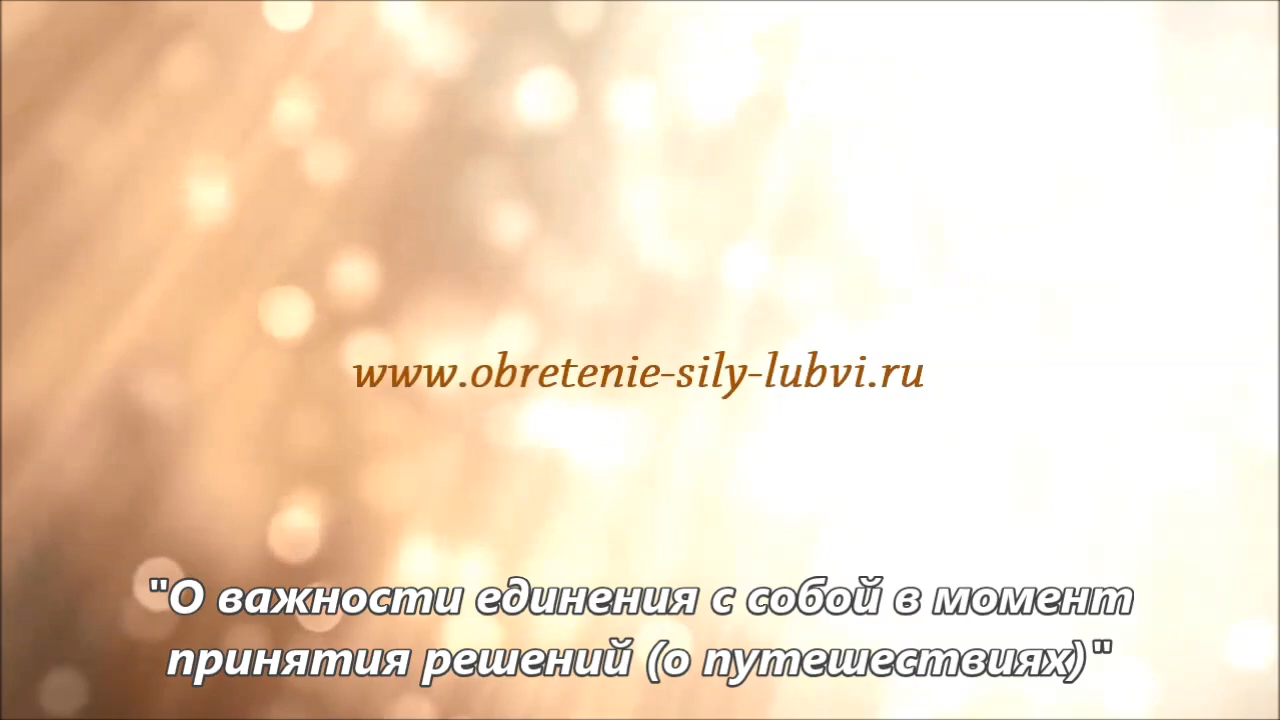 www.obretenie-sily-lubvi.ru
"О важности единения с собой в момент
принятия решений (о путешествиях)"